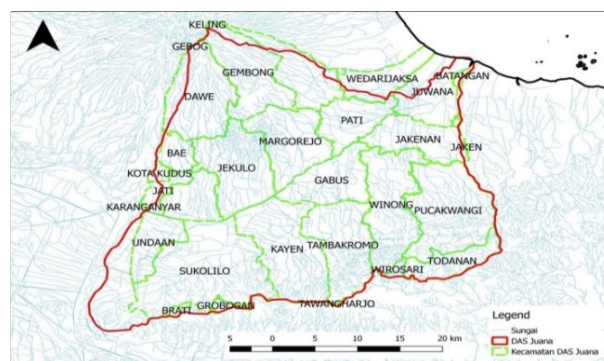 KELING
GEBOG
GEMBONG
WEDARIJAKSA
BATANGAN
JUWANA
DAWE
PATI
MARGOREJO
JAKENAN
JAKEN
BAE
JEKULO
KOTA KUDUS
GABUS
JATI
WINONG
KARANGANYAR
PUCAKWANGI
UNDAAN
KAYEN
TAMBAKROMO
TODANAN
SUKOLILO
WIROSARI
GROBOGAN
TAWANGHARJO
BRATI
5 0 5 10 15 20 km
Legend
Sungai
DAS Juana
Kecamatan DAS Juana